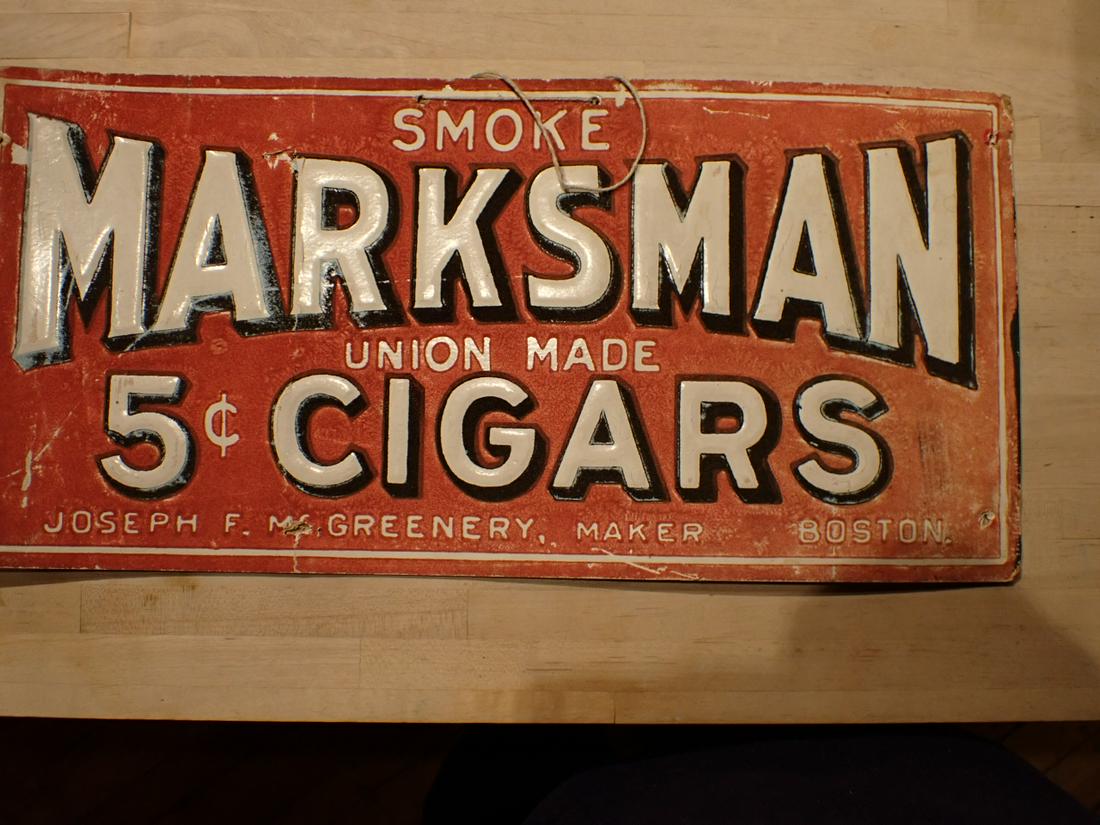 SMOKE
MARKSMAN
UNION MADE
5¢ CIGARS
JOSEPH F. McGREENERY, MAKER BOSTON.